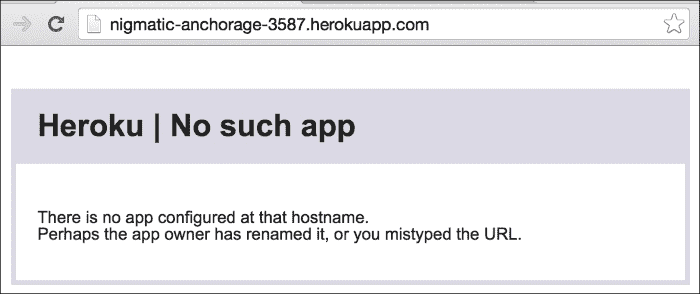 nigmatic-anchorage-3587.herokuapp.com
Heroku | No such app
There is no app configured at that hostname.
Perhaps the app owner has renamed it, or you mistyped the URL.